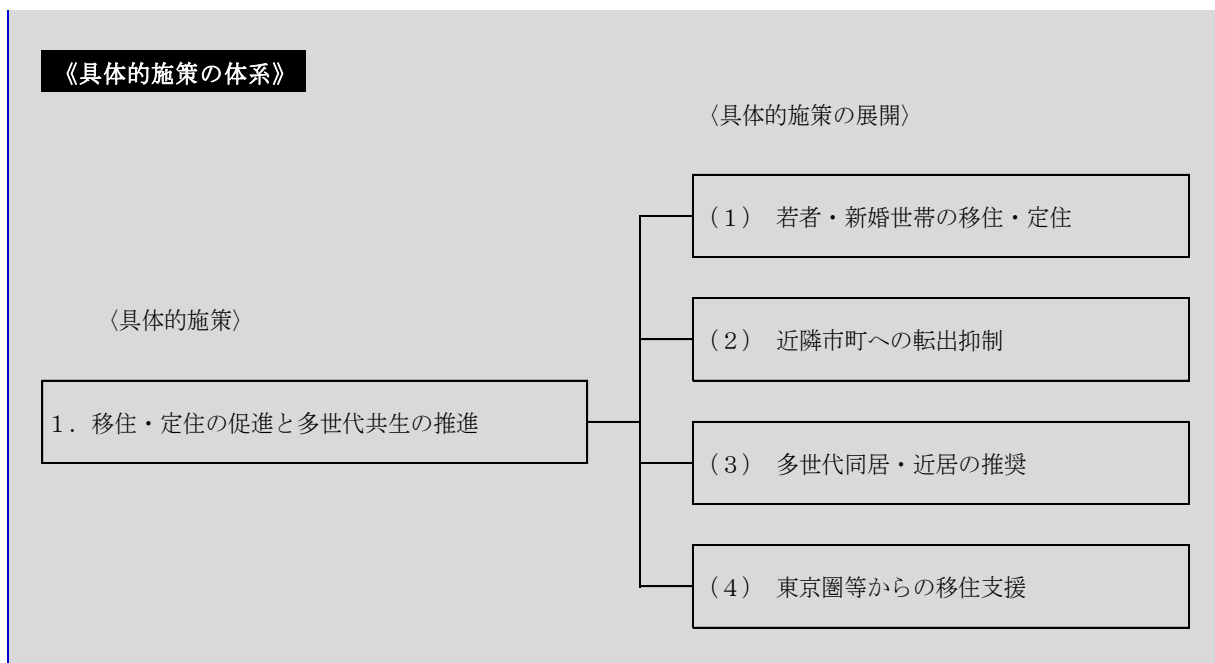 《具体的施策の体系》
〈具体的施策の展開〉
（１） 若者・新婚世帯の移住・定住
〈具体的施策〉
（２） 近隣市町への転出抑制
１．移住・定住の促進と多世代共生の推進
（３） 多世代同居・近居の推奨
（４） 東京圏等からの移住支援